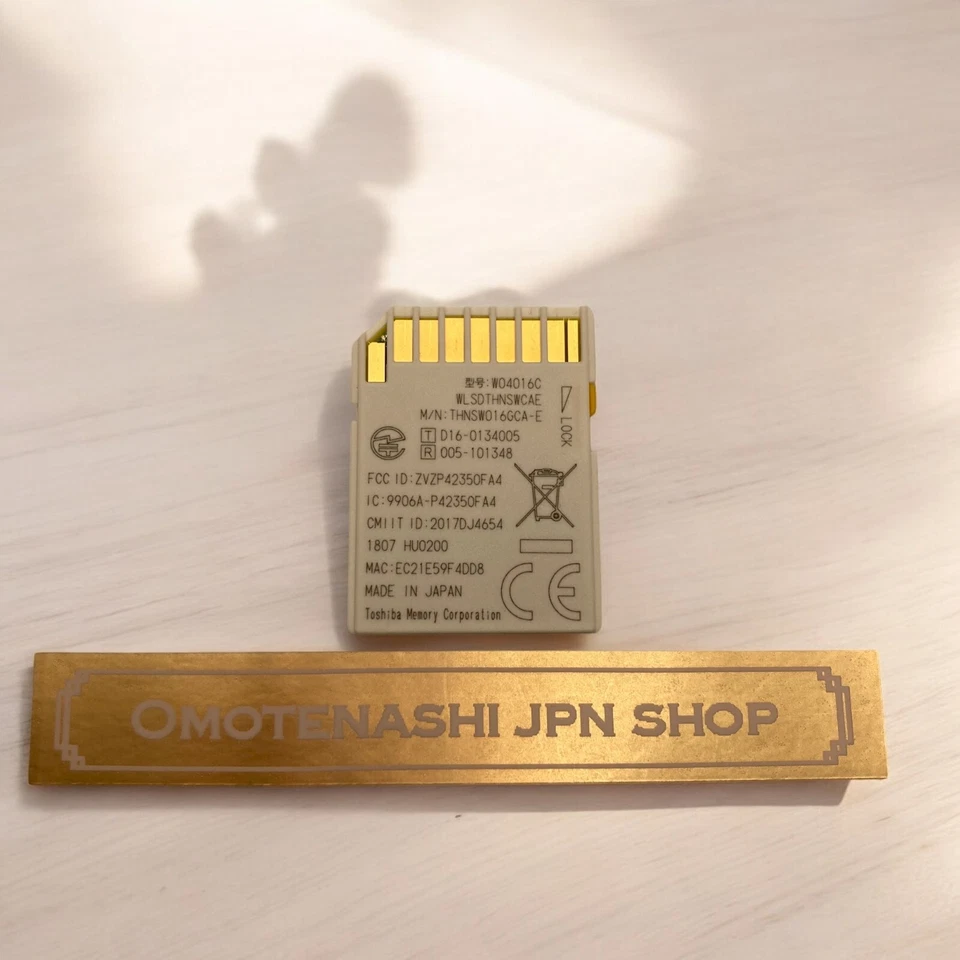 型号:W04016C
WLSDTHNSWCAE
M/N:THNSW016GCA-E
T D16-0134005
R 005-101348
LOCK
FCC ID:ZVZP42350FA4
IC:9906A-P42350FA4
CMIIT ID:2017DJ4654
1807 HU0200
MAC:EC21E59F4DD8
MADE IN JAPAN
Toshiba Memory Corporation
CE
OMOTENASHI JPN SHOP